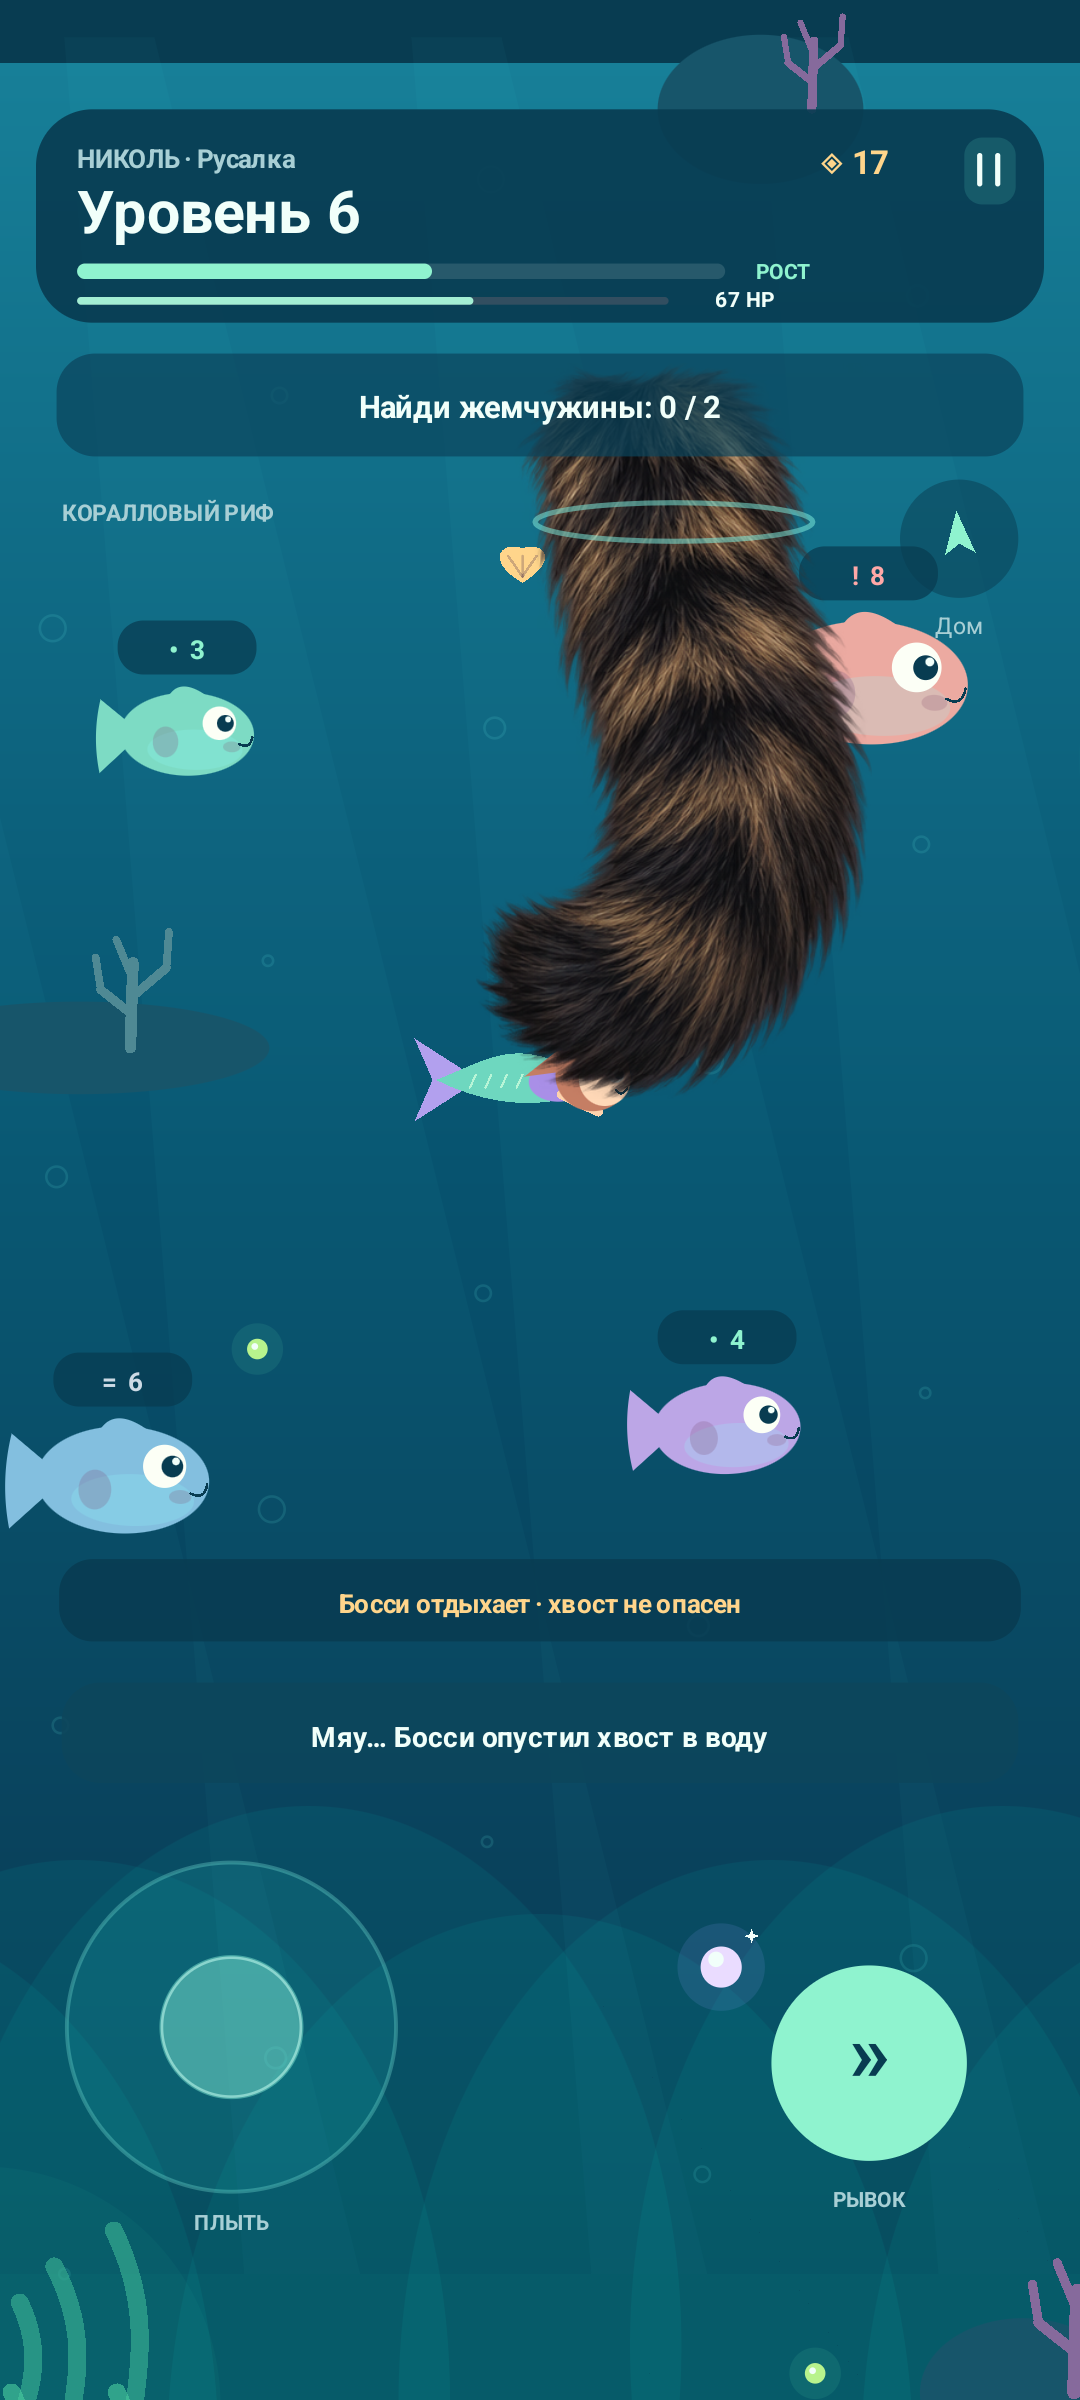 НИКОЛЬ · Русалка
17
Уровень 6
РОСТ
67 HP
Найди жемчужины: 0 / 2
КОРАЛЛОВЫЙ РИФ
! 8
Дом
• 3
• 4
= 6
Босси отдыхает · хвост не опасен
Мяу... Босси опустил хвост в воду
»
ПЛЫТЬ
РЫВОК